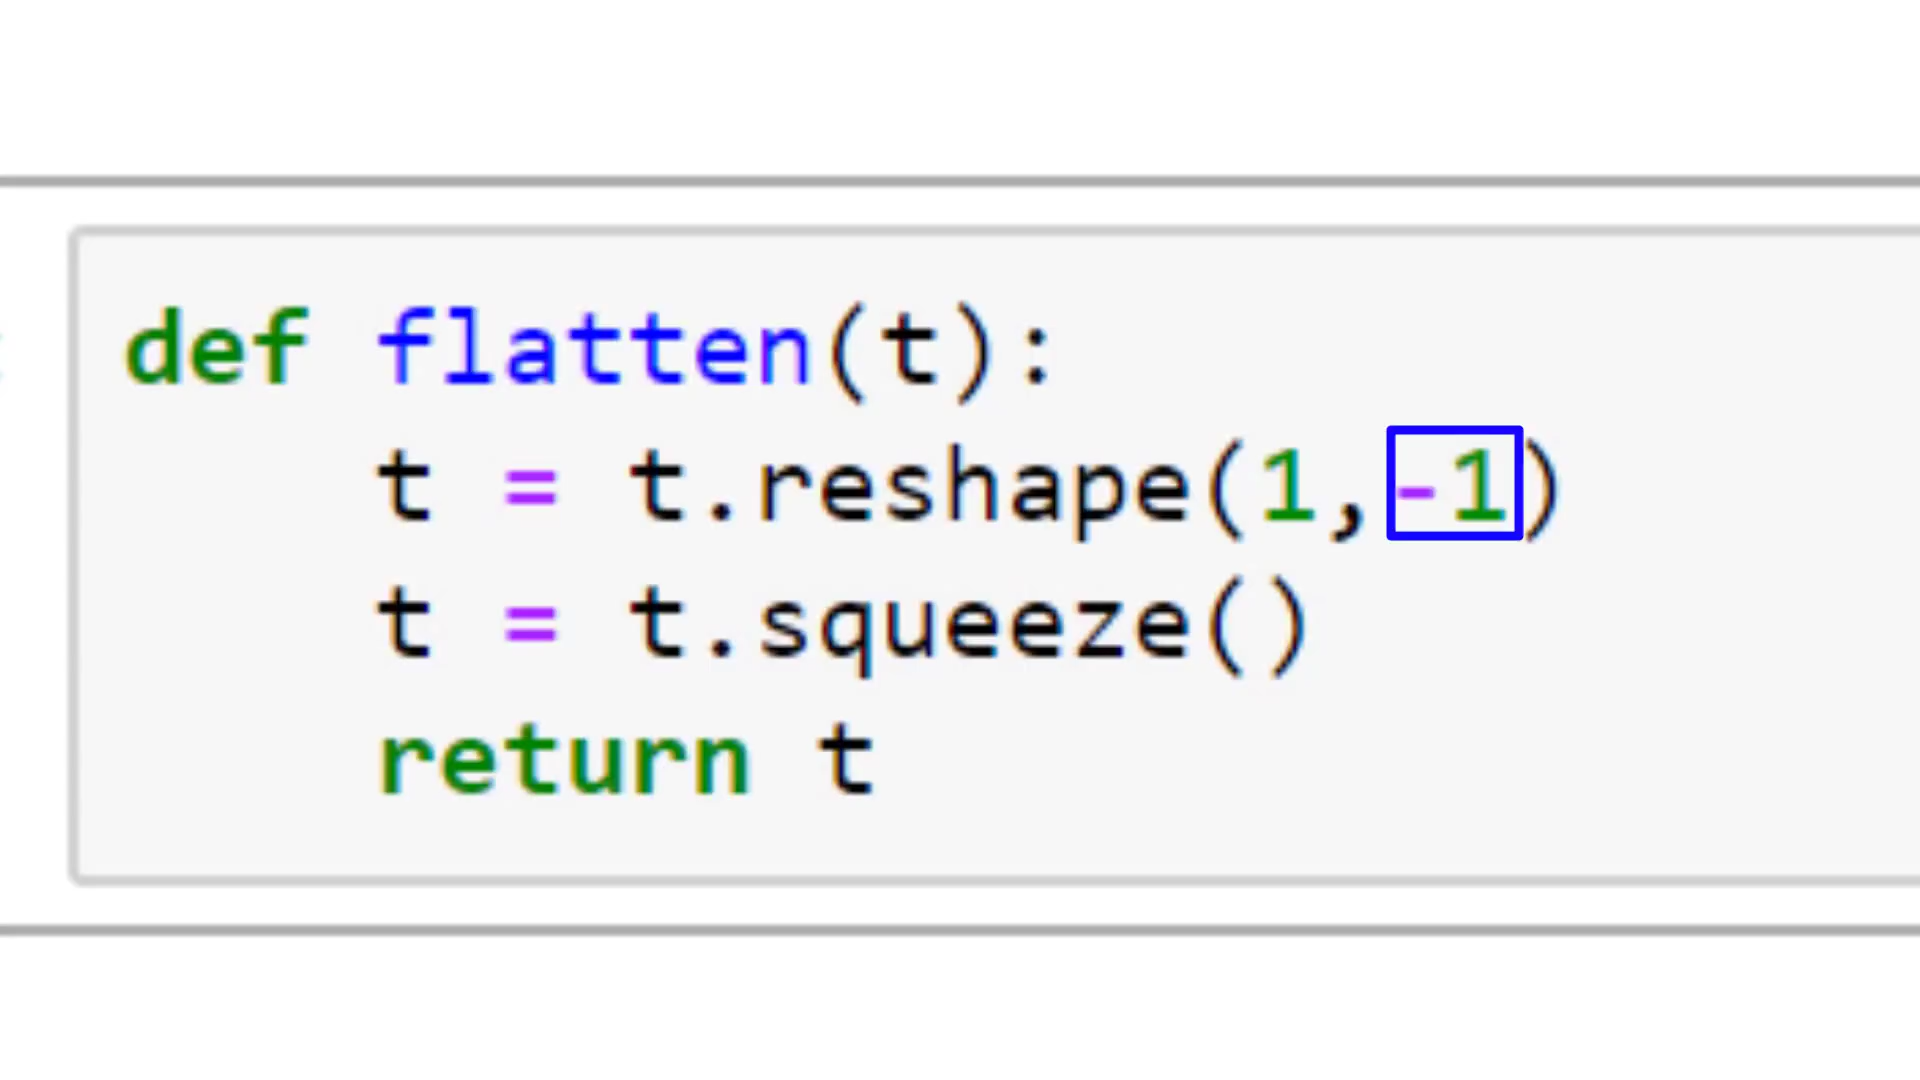 def flatten(t):
    t = t.reshape(1,-1)
    t = t.squeeze()
    return t